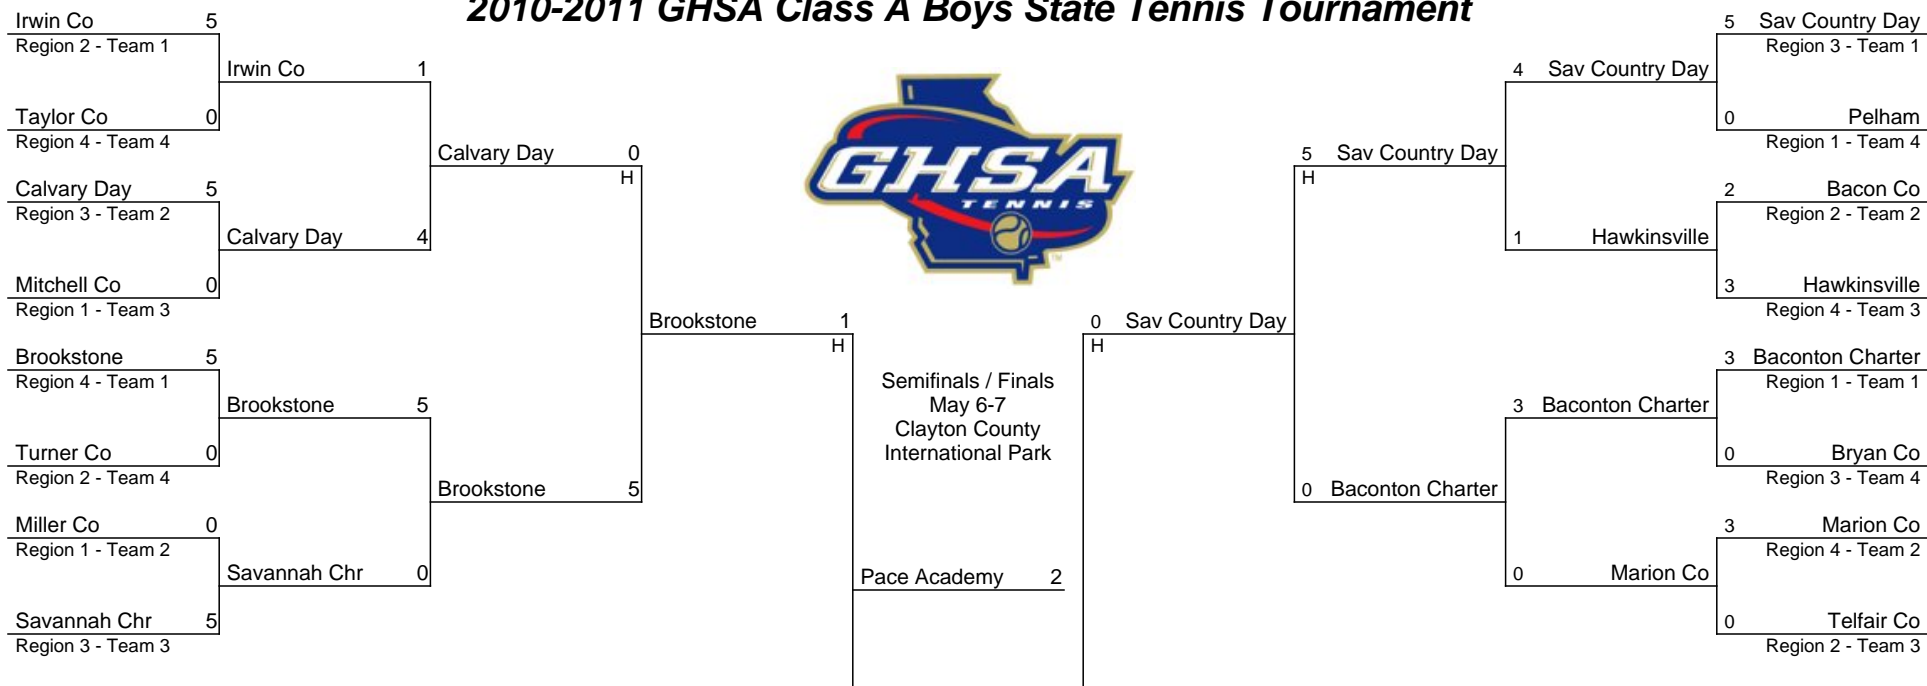 2010-2011 GHSA Class A Boys State Tennis Tournament
Irwin Co 5
Region 2 - Team 1
Taylor Co 0
Region 4 - Team 4
Calvary Day 5
Region 3 - Team 2
Mitchell Co 0
Region 1 - Team 3
Brookstone 5
Region 4 - Team 1
Turner Co 0
Region 2 - Team 4
Miller Co 0
Region 1 - Team 2
Savannah Chr 5
Region 3 - Team 3
Irwin Co 1
Calvary Day 4
Brookstone 5
Savannah Chr 0
Calvary Day 0
H
Brookstone 5
Brookstone 1
H
GHSA
TENNIS
TM
Semifinals / Finals
May 6-7
Clayton County
International Park
Pace Academy 2
0 Sav Country Day
H
5 Sav Country Day
H
0 Baconton Charter
4 Sav Country Day
1 Hawkinsville
3 Baconton Charter
0 Marion Co
5 Sav Country Day
Region 3 - Team 1
0 Pelham
Region 1 - Team 4
2 Bacon Co
Region 2 - Team 2
3 Hawkinsville
Region 4 - Team 3
3 Baconton Charter
Region 1 - Team 1
0 Bryan Co
Region 3 - Team 4
3 Marion Co
Region 4 - Team 2
0 Telfair Co
Region 2 - Team 3